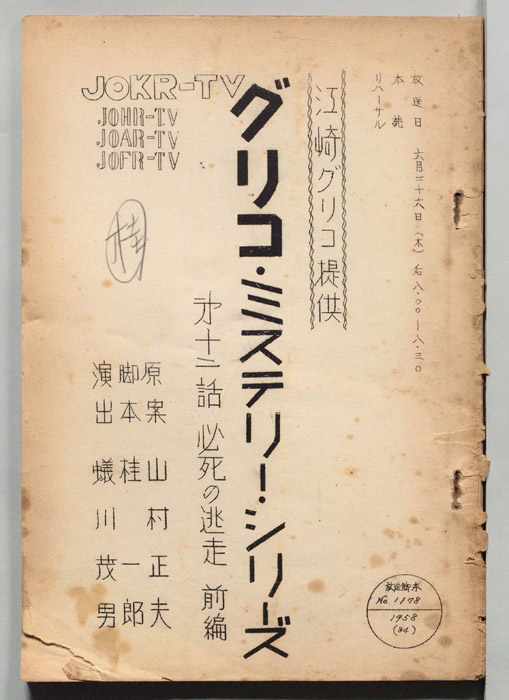 放送日 六月二十六日(木) 后八.〇〇—八.三〇
本読
リハーサル
江崎グリコ提供
グリコ・ミステリー・シリーズ
JOKR-TV
JOHR-TV
JOAR-TV
JOFR-TV
桂
第十二話 必死の逃走 前編
原案 山村正夫
脚本 桂一郎
演出 蟻川茂男
放送脚本
No 1178
1958
(34)